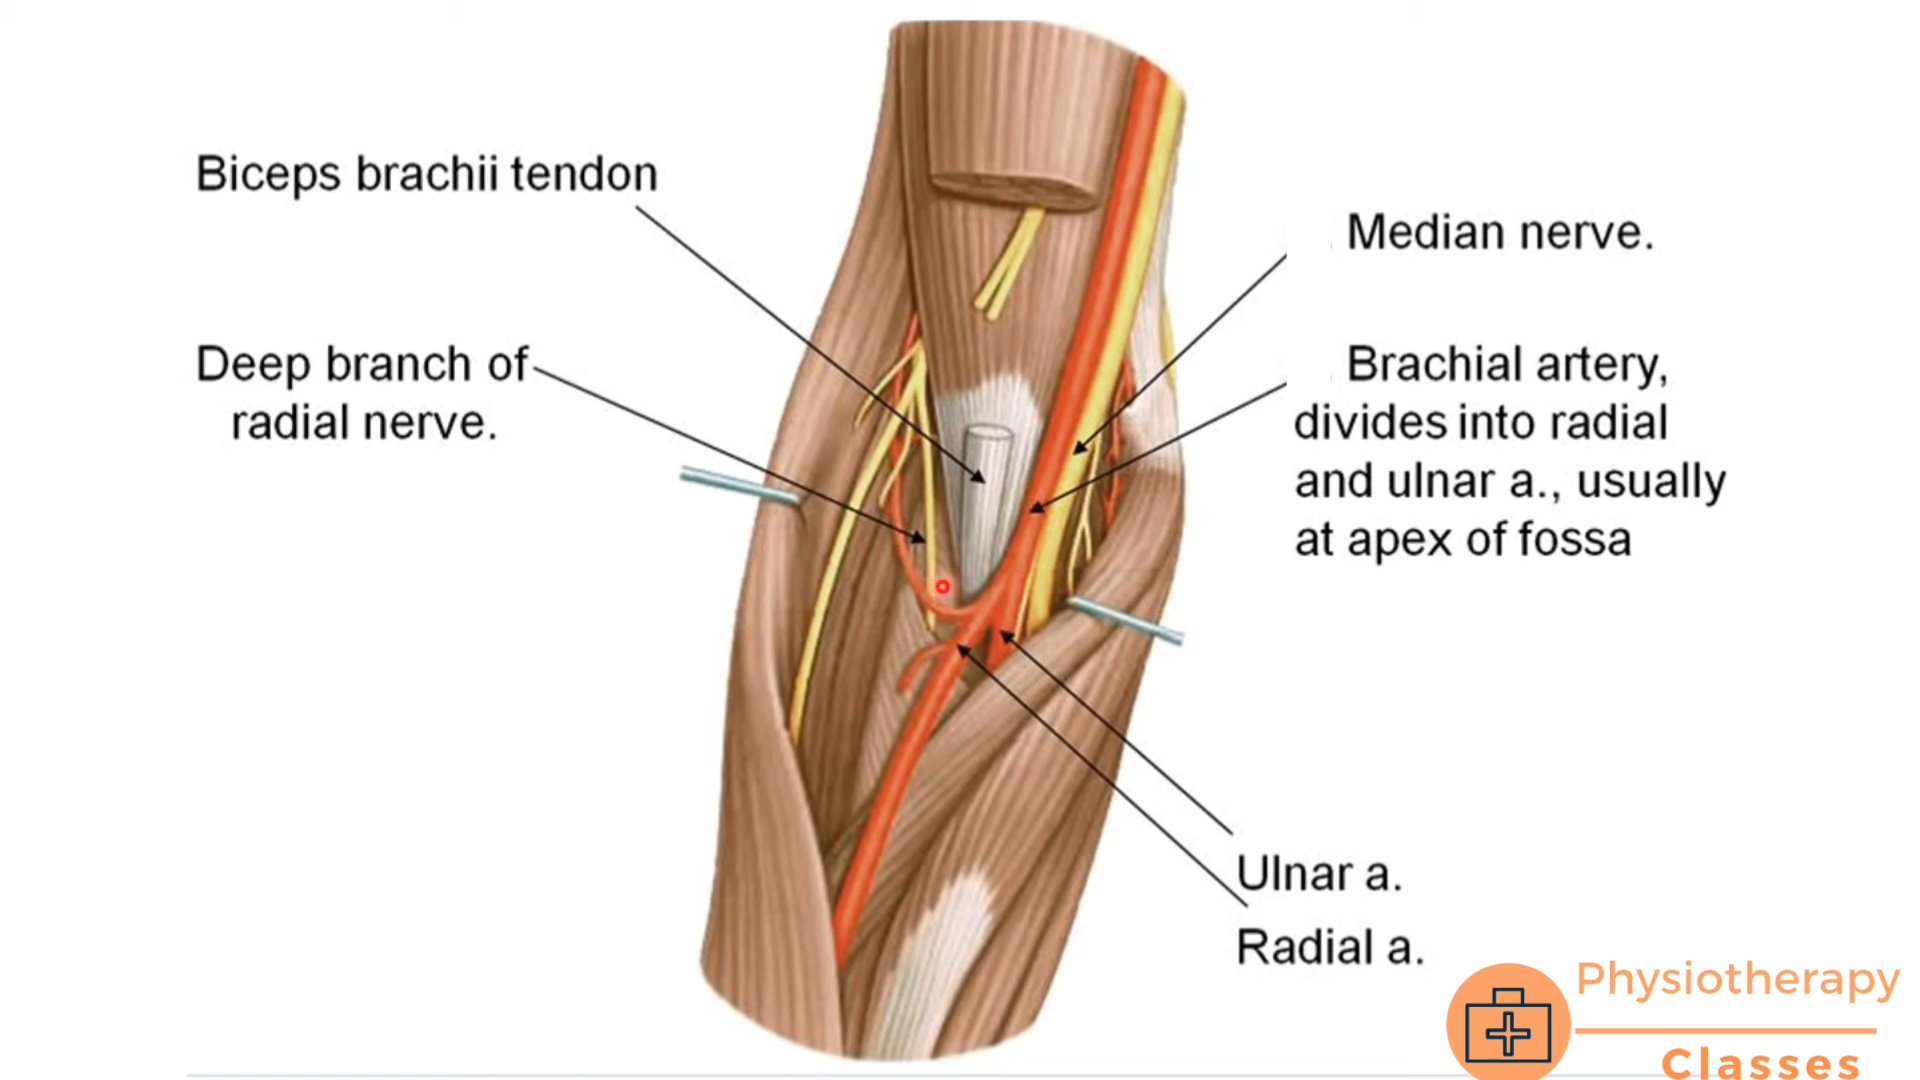 Biceps brachii tendon
Deep branch of
radial nerve.
Median nerve.
Brachial artery,
divides into radial
and ulnar a., usually
at apex of fossa
Ulnar a.
Radial a.
Physiotherapy
Classes